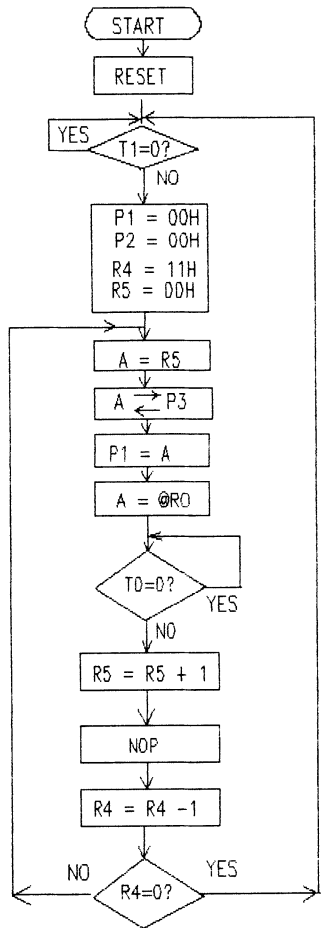 START
RESET
YES
T1=0?
NO
P1 = 00H
P2 = 00H
R4 = 11H
R5 = 00H
A = R5
A ⇄ P3
P1 = A
A = @R0
T0=0?
YES
NO
R5 = R5 + 1
NOP
R4 = R4 -1
NO
YES
R4=0?